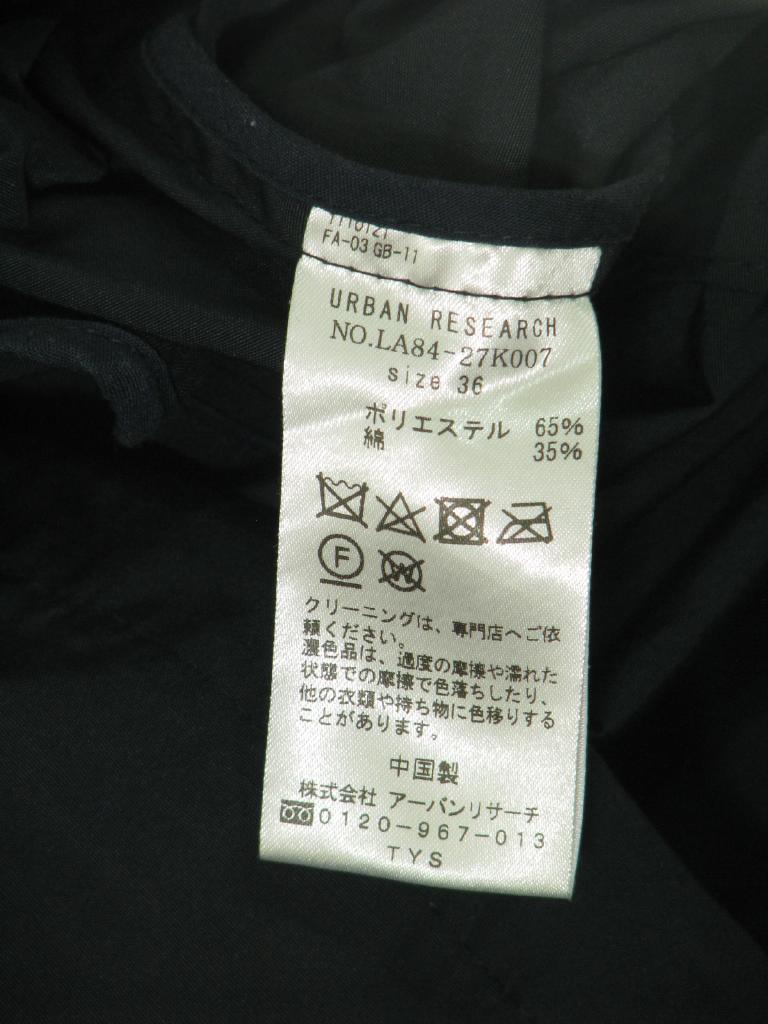 FA-03 GB-11
URBAN RESEARCH
NO.LA84-27K007
size 36
ポリエステル 65%
綿 35%
F
W
クリーニングは、専門店へご依
頼ください。
濃色品は、過度の摩擦や濡れた
状態での摩擦で色落ちしたり、
他の衣類や持ち物に色移りする
ことがあります。
中国製
株式会社 アーバンリサーチ
0120-967-013
TYS